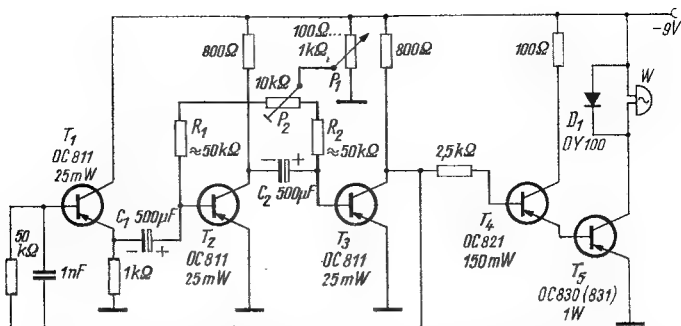 -9V
100Ω
1kΩ
P₁
800Ω
800Ω
100Ω
W
D₁
OY100
10kΩ
P₂
R₁
≈50kΩ
R₂
≈50kΩ
T₁
OC811
25mW
C₁ 500µF
- +
- +
C₂ 500µF
2,5kΩ
T₂
OC811
25mW
T₃
OC811
25mW
T₄
OC821
150mW
T₅
OC830 (831)
1W
50
kΩ
1nF
1kΩ